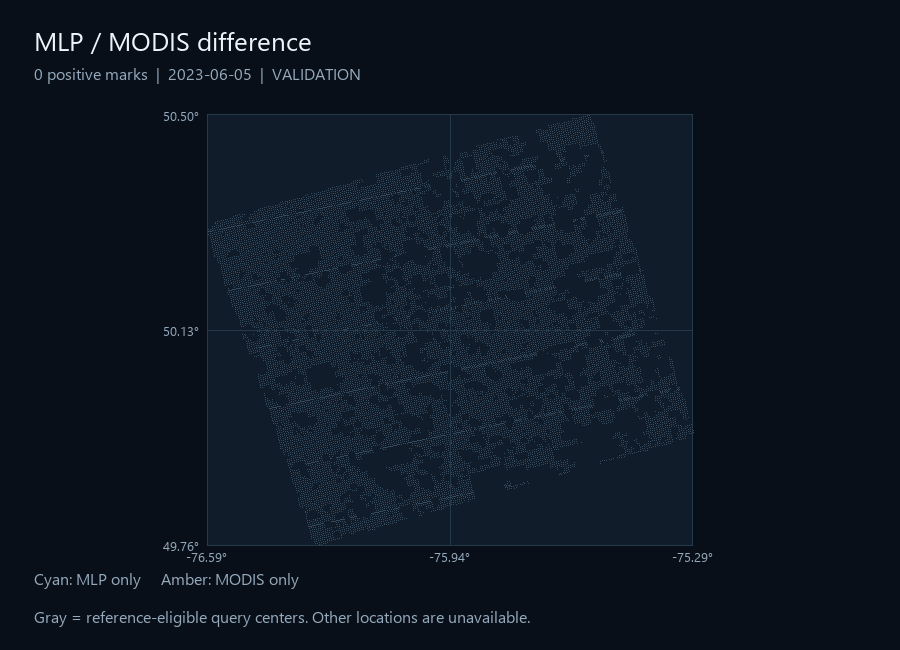 MLP / MODIS difference
0 positive marks | 2023-06-05 | VALIDATION
50.50°
50.13°
49.76°
-76.59°
-75.94°
-75.29°
Cyan: MLP only
Amber: MODIS only
Gray = reference-eligible query centers. Other locations are unavailable.